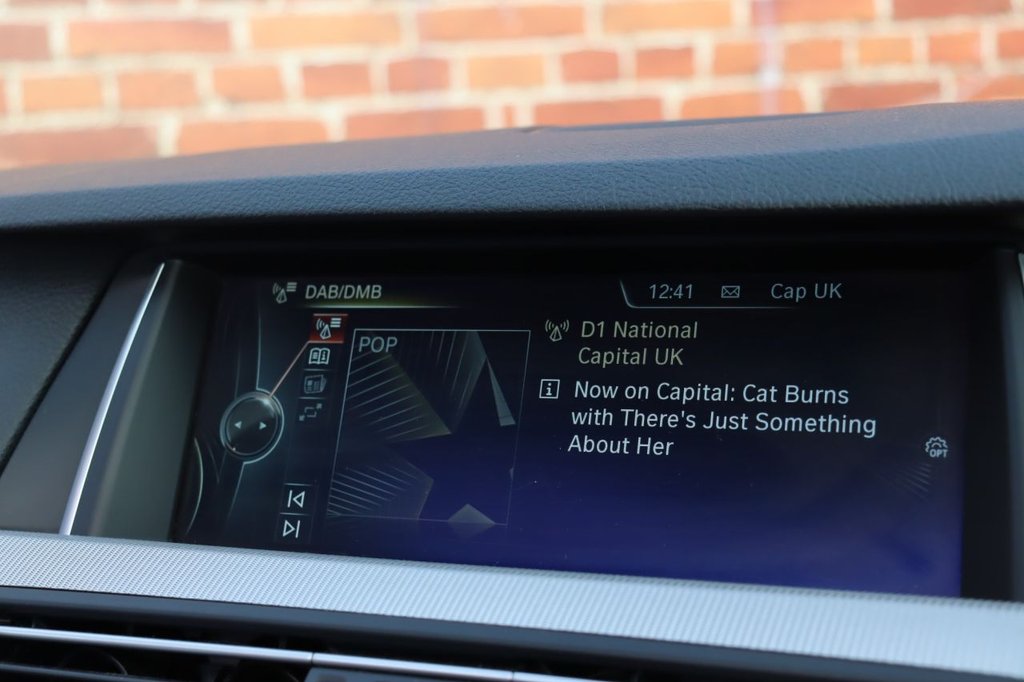 DAB/DMB
12:41 Cap UK
POP
D1 National
Capital UK
Now on Capital: Cat Burns
with There's Just Something
About Her
OPT